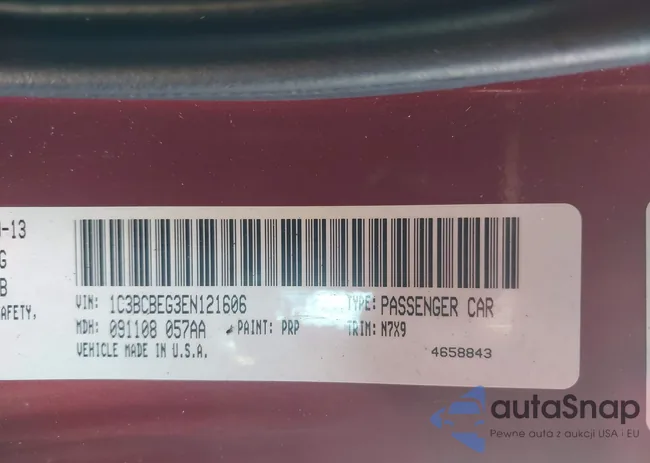 -13
G
B
AFETY,
VIN: 1C3BCBEG3EN121606
TYPE: PASSENGER CAR
MDH: 091108 057AA
PAINT: PRP
TRIM: N7X9
VEHICLE MADE IN U.S.A.
4658843
autaSnap
Pewne auta z aukcji USA - EU